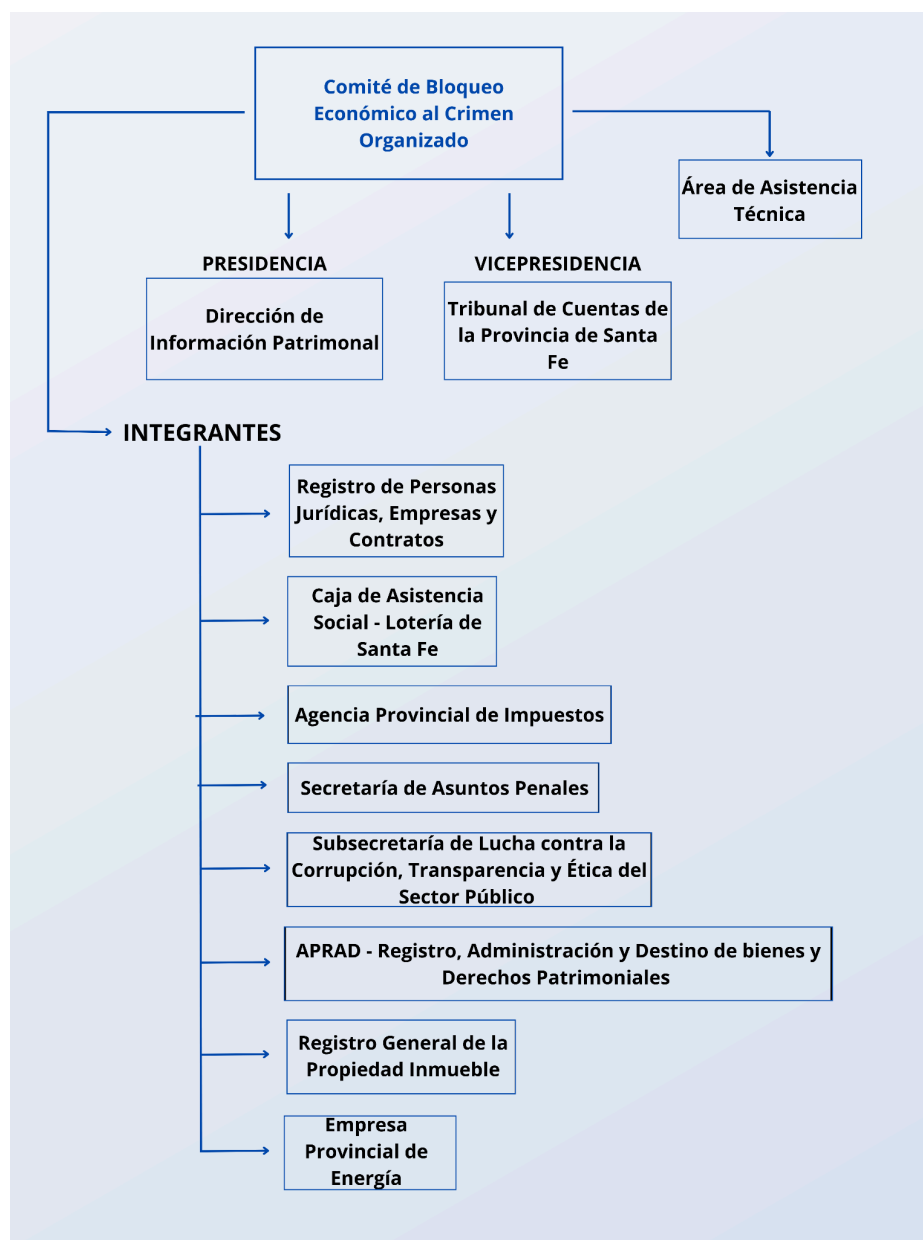 Comité de Bloqueo
Económico al Crimen
Organizado
Área de Asistencia
Técnica
PRESIDENCIA
Dirección de
Información Patrimonal
VICEPRESIDENCIA
Tribunal de Cuentas de
la Provincia de Santa
Fe
INTEGRANTES
Registro de Personas
Jurídicas, Empresas y
Contratos
Caja de Asistencia
Social - Lotería de
Santa Fe
Agencia Provincial de Impuestos
Secretaría de Asuntos Penales
Subsecretaría de Lucha contra la
Corrupción, Transparencia y Ética del
Sector Público
APRAD - Registro, Administración y Destino de bienes y
Derechos Patrimoniales
Registro General de la
Propiedad Inmueble
Empresa
Provincial de
Energía